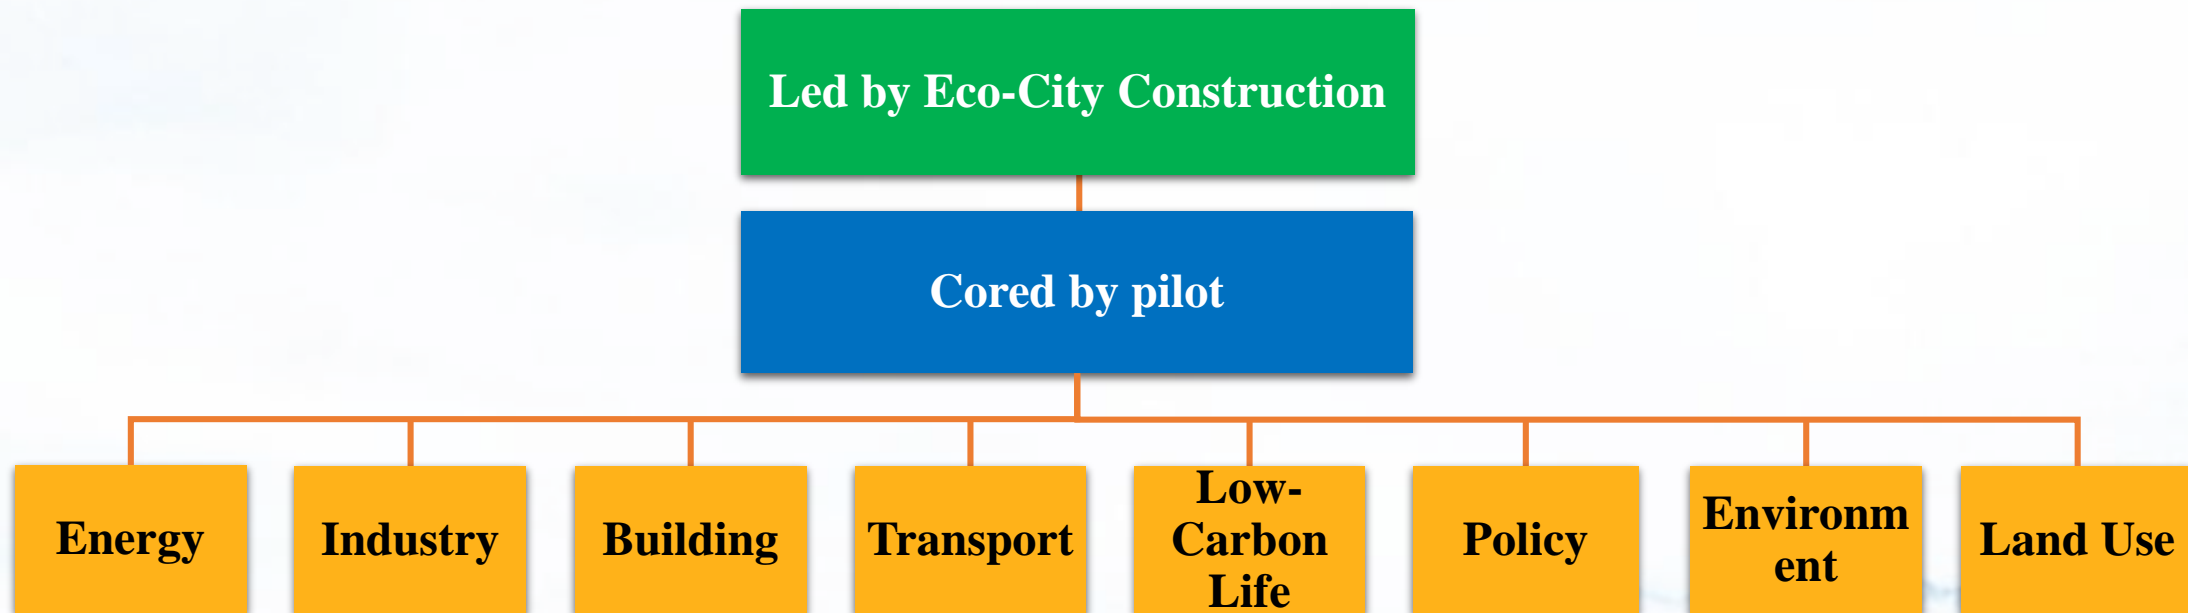 Led by Eco-City Construction
Cored by pilot
Energy
Industry
Building
Transport
Low-
Carbon
Life
Policy
Environm
ent
Land Use